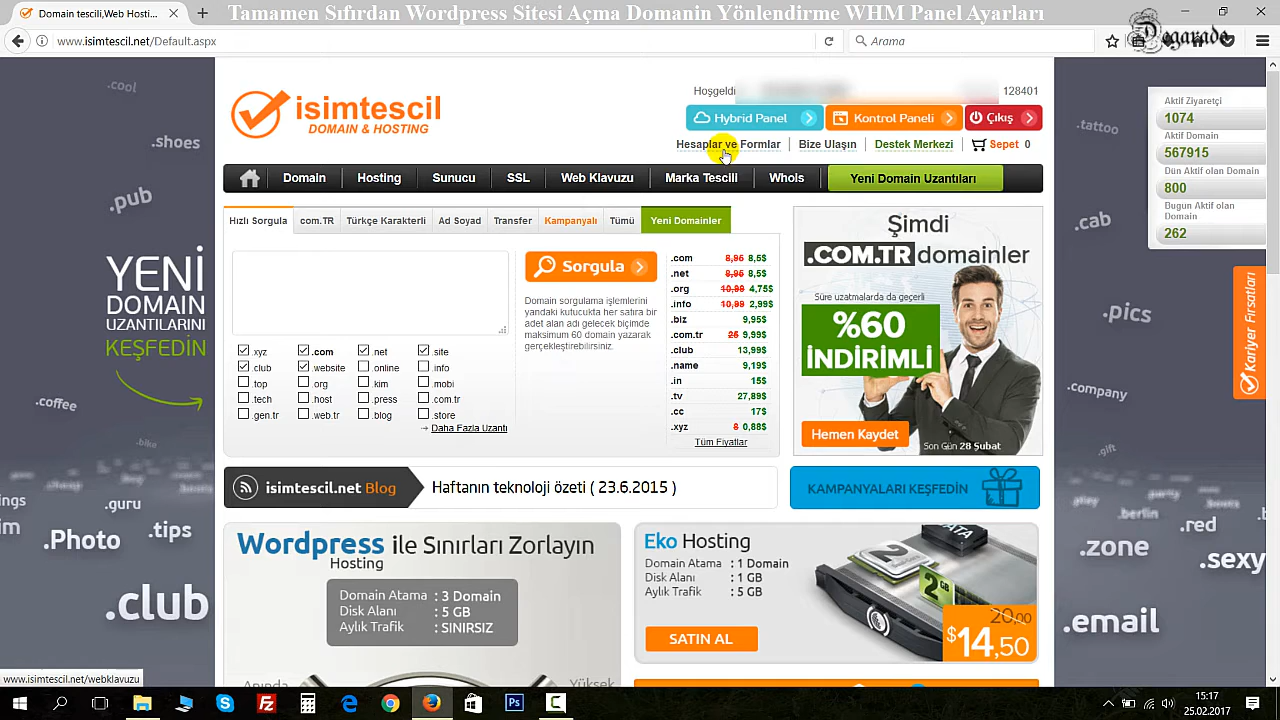 Tamamen Sıfırdan Wordpress Sitesi Açma Domanin Yönlendirme WHM Panel Ayarları
İsim Tescil,Web Hosting,...
www.isimtescil.net/Default.aspx
Arama
Hoşgeldi
128401
isimtescil
DOMAIN & HOSTING
Hybrid Panel
Kontrol Paneli
Çıkış
Hesaplar ve Formlar
Bize Ulaşın
Destek Merkezi
Sepet 0
Domain
Hosting
Sunucu
SSL
Web Klavuzu
Marka Tescili
WhoIs
Yeni Domain Uzantıları
Aktif Ziyaretçi
1074
Aktif Domain
567915
Dün Aktif olan Domain
800
Bugün Aktif olan Domain
262
Hızlı Sorgula
com.TR
Türkçe Karakterli
Ad Soyad
Transfer
Kampanyalı
Tümü
Yeni Domainler
Sorgula
Domain sorgulama işlemlerini
yandaki kutucukta her satıra
bir adet alan adı gelecek biçimde
maksimum 60 domain yazarak
gerçekleştirebilirsiniz.
.com 8,96 8,5$
.net 8,96 8,5$
.org 10,99 4,75$
.info 10,99 2,99$
.biz 9,95$
.com.tr 25 9,99$
.club 13,99$
.name 9,19$
.in 15$
.tv 27,89$
.cc 17$
.xyz 8 0,88$
Tüm Fiyatlar
.xyz .com .net .site
.club .website .online .info
.top .org .kim .mobi
.tech .host .press .com.tr
.gen.tr .web.tr .blog .store
→ Daha Fazla Uzantı
Şimdi
.COM.TR domainler
Süre uzatmalarda da geçerli
%60
İNDİRİMLİ
Hemen Kaydet
Son Gün 28 Şubat
isimtescil.net Blog
Haftanın teknoloji özeti ( 23.6.2015 )
KAMPANYALARI KEŞFEDİN
Kariyer Fırsatları
Wordpress ile Sınırları Zorlayın
Hosting
Domain Atama : 3 Domain
Disk Alanı : 5 GB
Aylık Trafik : SINIRSIZ
Anında
Yüksek
Eko Hosting
Domain Atama : 1 Domain
Disk Alanı : 1 GB
Aylık Trafik : 5 GB
SATIN AL
20,00
$14,50
YENİ
DOMAIN
UZANTILARINI
KEŞFEDİN
.cool
.shoes
.pub
.coffee
.bike
.guru
.Photo
.tips
.club
.tattoo
.cab
.pics
.company
.gift
.berlin
.red
.zone
.sexy
.email
www.isimtescil.net/webklavuzu
15:17
25.02.2017